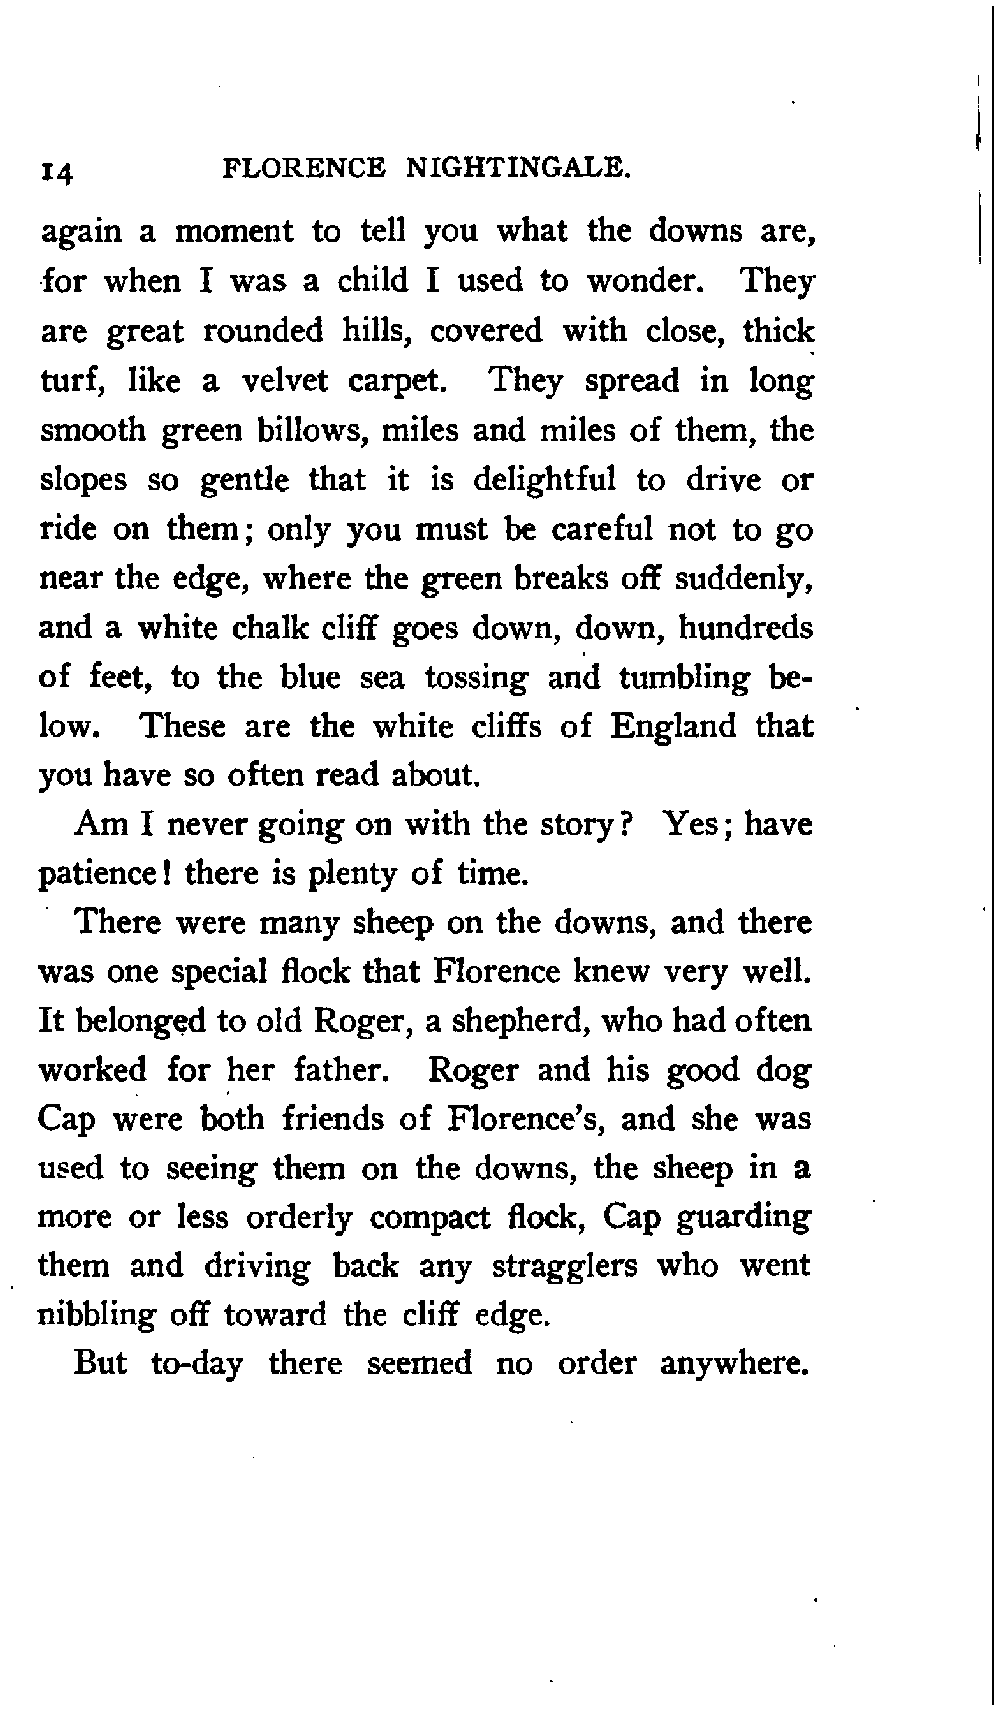 14 FLORENCE NIGHTINGALE.
again a moment to tell you what the downs are,
for when I was a child I used to wonder. They
are great rounded hills, covered with close, thick
turf, like a velvet carpet. They spread in long
smooth green billows, miles and miles of them, the
slopes so gentle that it is delightful to drive or
ride on them; only you must be careful not to go
near the edge, where the green breaks off suddenly,
and a white chalk cliff goes down, down, hundreds
of feet, to the blue sea tossing and tumbling be-
low. These are the white cliffs of England that
you have so often read about.
Am I never going on with the story? Yes; have
patience! there is plenty of time.
There were many sheep on the downs, and there
was one special flock that Florence knew very well.
It belonged to old Roger, a shepherd, who had often
worked for her father. Roger and his good dog
Cap were both friends of Florence's, and she was
used to seeing them on the downs, the sheep in a
more or less orderly compact flock, Cap guarding
them and driving back any stragglers who went
nibbling off toward the cliff edge.
But to-day there seemed no order anywhere.